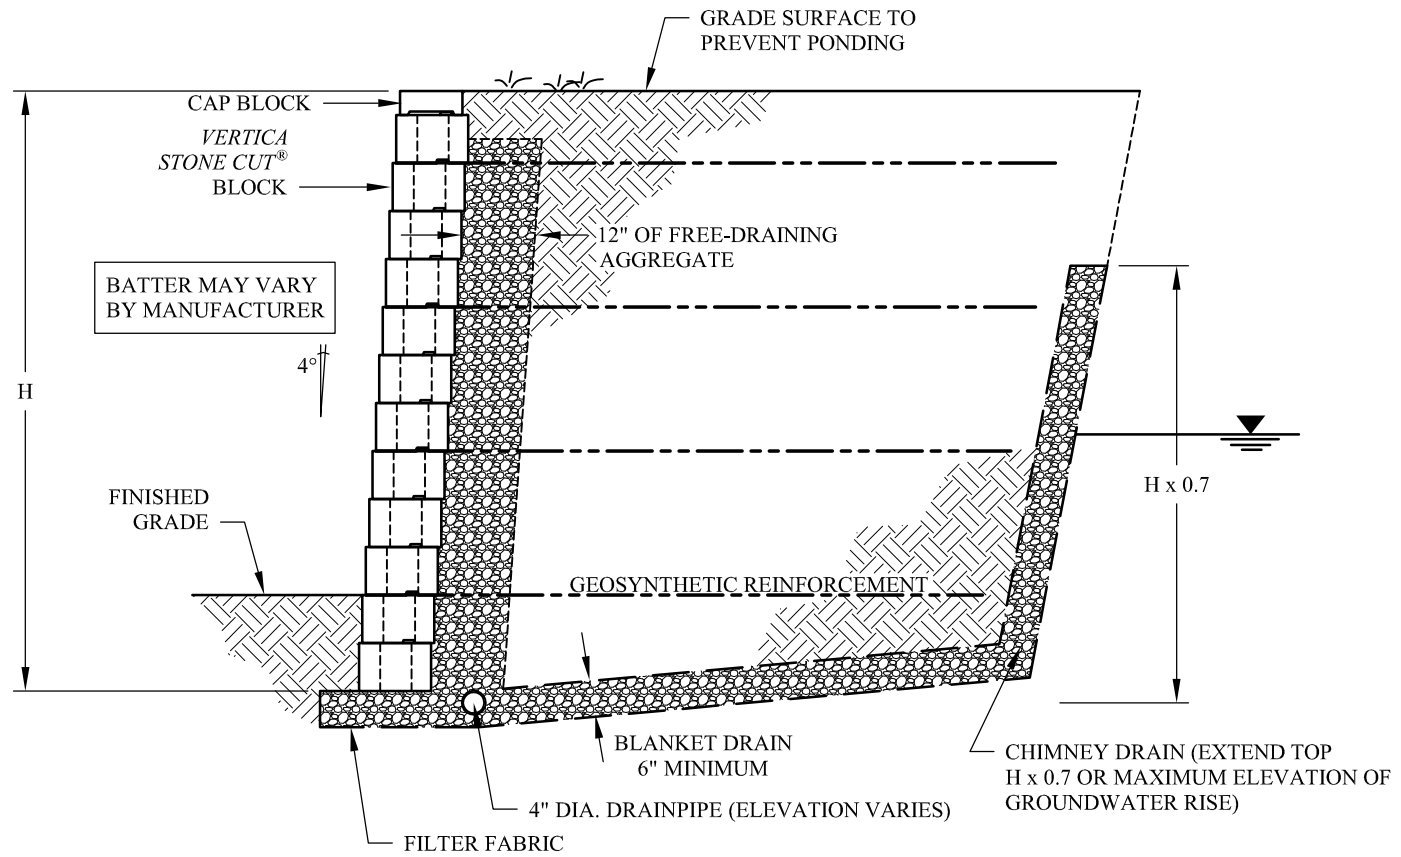 GRADE SURFACE TO
PREVENT PONDING
CAP BLOCK
VERTICA
STONE CUT®
BLOCK
12" OF FREE-DRAINING
AGGREGATE
BATTER MAY VARY
BY MANUFACTURER
4°
H
H x 0.7
FINISHED
GRADE
GEOSYNTHETIC REINFORCEMENT
BLANKET DRAIN
6" MINIMUM
CHIMNEY DRAIN (EXTEND TOP
H x 0.7 OR MAXIMUM ELEVATION OF
GROUNDWATER RISE)
4" DIA. DRAINPIPE (ELEVATION VARIES)
FILTER FABRIC